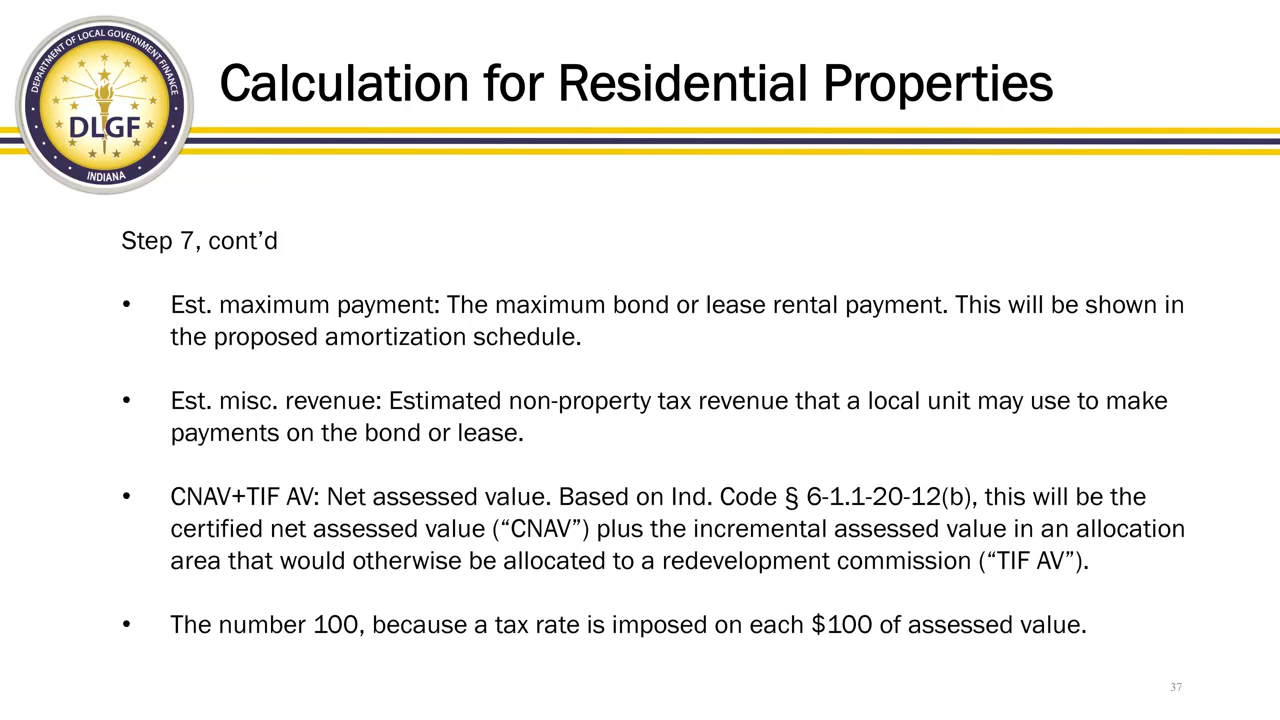 DEPARTMENT OF LOCAL GOVERNMENT FINANCE
DLGF
INDIANA
Calculation for Residential Properties
Step 7, cont’d
• Est. maximum payment: The maximum bond or lease rental payment. This will be shown in
the proposed amortization schedule.
• Est. misc. revenue: Estimated non-property tax revenue that a local unit may use to make
payments on the bond or lease.
• CNAV+TIF AV: Net assessed value. Based on Ind. Code § 6-1.1-20-12(b), this will be the
certified net assessed value (“CNAV”) plus the incremental assessed value in an allocation
area that would otherwise be allocated to a redevelopment commission (“TIF AV”).
• The number 100, because a tax rate is imposed on each $100 of assessed value.
37